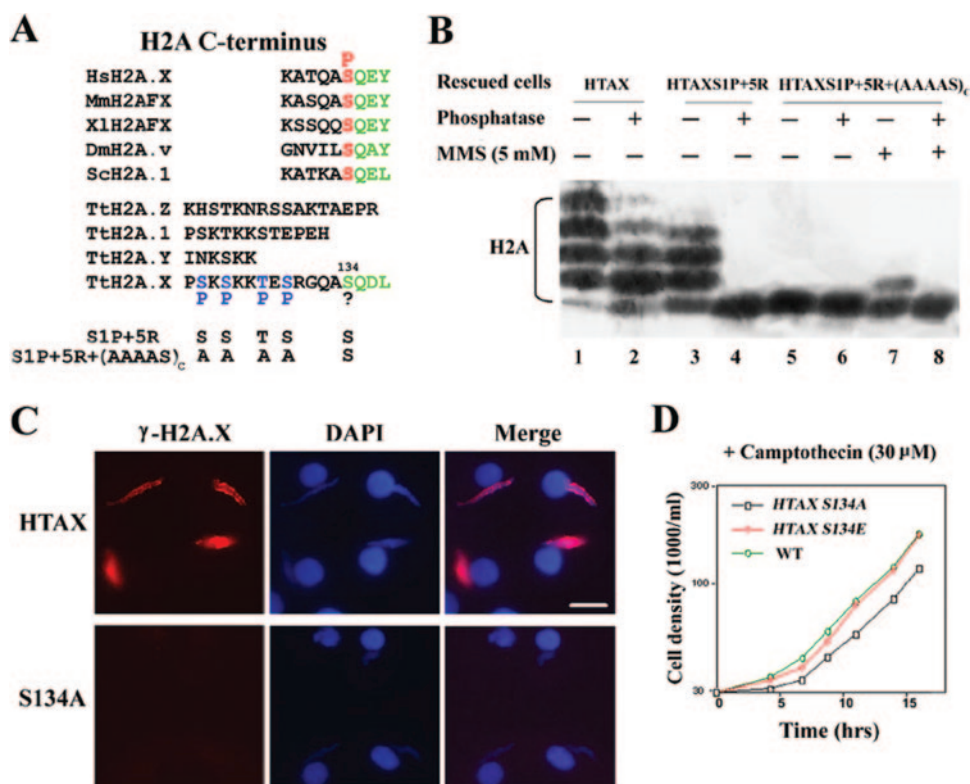 A
H2A C-terminus
P
HsH2A.X KATQASQEY
MmH2AFX KASQASQEY
XlH2AFX KSSQQSQEY
DmH2A.v GNVILSQAY
ScH2A.1 KATKASQEL
TtH2A.Z KHSTKNRSSAKTAEPR
TtH2A.1 PSKTKKSTEPEH
TtH2A.Y INKSKK
134
TtH2A.X PSKSKKTESRGQASQDL
P P P P ?
S1P+5R S S T S S
S1P+5R+(AAAAS)c A A A A S
B
Rescued cells HTAX HTAXS1P+5R HTAXS1P+5R+(AAAAS)c
Phosphatase − + − + − + − +
MMS (5 mM) − − − − − − + +
H2A
1 2 3 4 5 6 7 8
C
γ-H2A.X DAPI Merge
HTAX
S134A
D
+ Camptothecin (30 μM)
300
HTAX S134A
HTAX S134E
WT
100
30
Cell density (1000/ml)
0 5 10 15
Time (hrs)